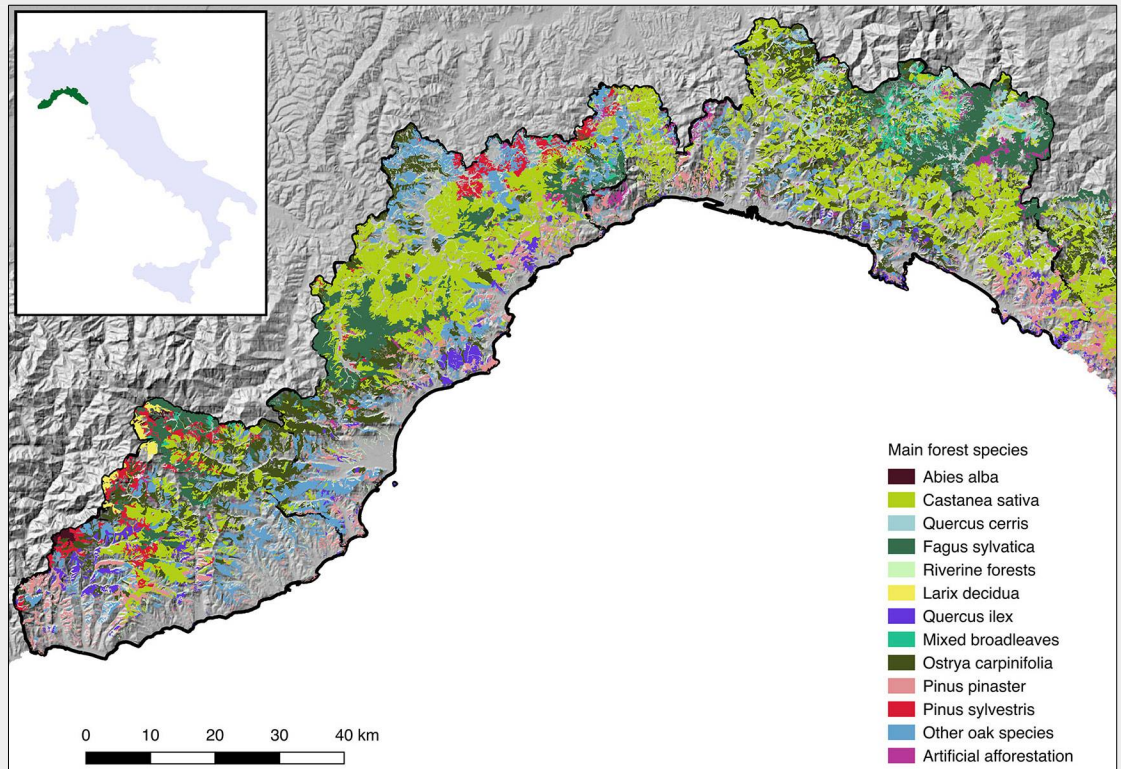 Main forest species
Abies alba
Castanea sativa
Quercus cerris
Fagus sylvatica
Riverine forests
Larix decidua
Quercus ilex
Mixed broadleaves
Ostrya carpinifolia
Pinus pinaster
Pinus sylvestris
Other oak species
Artificial afforestation
0 10 20 30 40 km